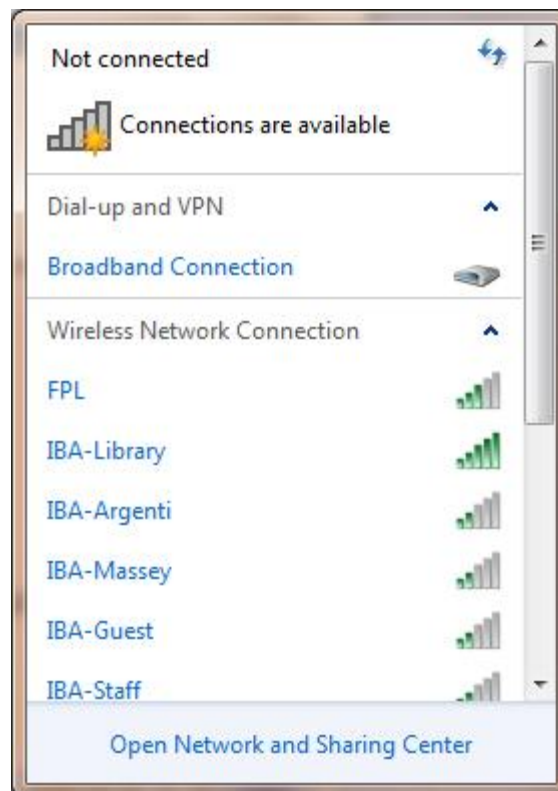 Not connected
Connections are available
Dial-up and VPN
Broadband Connection
Wireless Network Connection
FPL
IBA-Library
IBA-Argenti
IBA-Massey
IBA-Guest
IBA-Staff
Open Network and Sharing Center